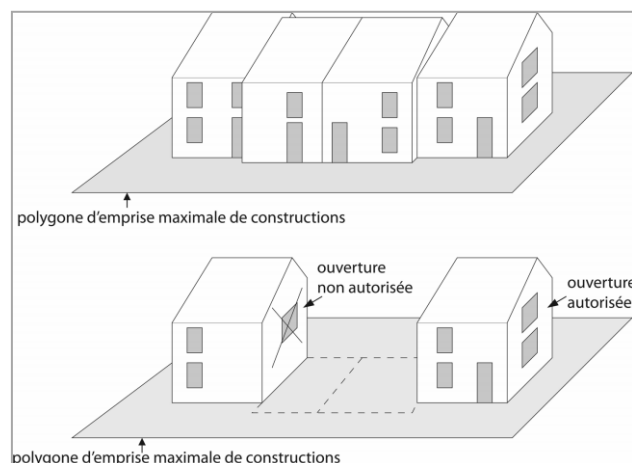 polygone d'emprise maximale de constructions
ouverture
non autorisée
ouverture
autorisée
polygone d'emprise maximale de constructions